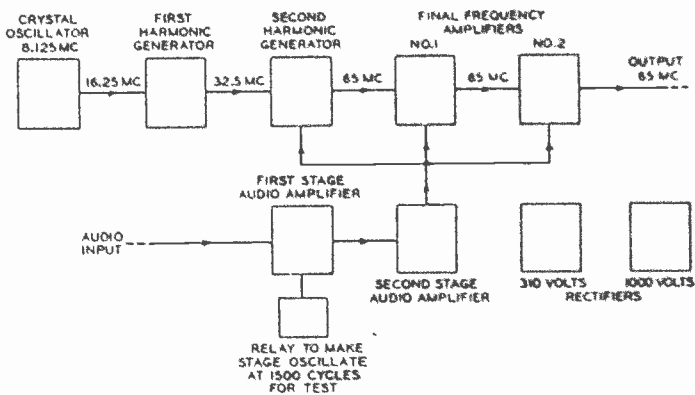 CRYSTAL
OSCILLATOR
8.125MC
FIRST
HARMONIC
GENERATOR
SECOND
HARMONIC
GENERATOR
FINAL FREQUENCY
AMPLIFIERS
NO.1
NO.2
OUTPUT
65 MC
16.25 MC
32.5 MC
65 MC
65 MC
FIRST STAGE
AUDIO AMPLIFIER
AUDIO
INPUT
SECOND STAGE
AUDIO AMPLIFIER
310 VOLTS
1000 VOLTS
RECTIFIERS
RELAY TO MAKE
STAGE OSCILLATE
AT 1500 CYCLES
FOR TEST